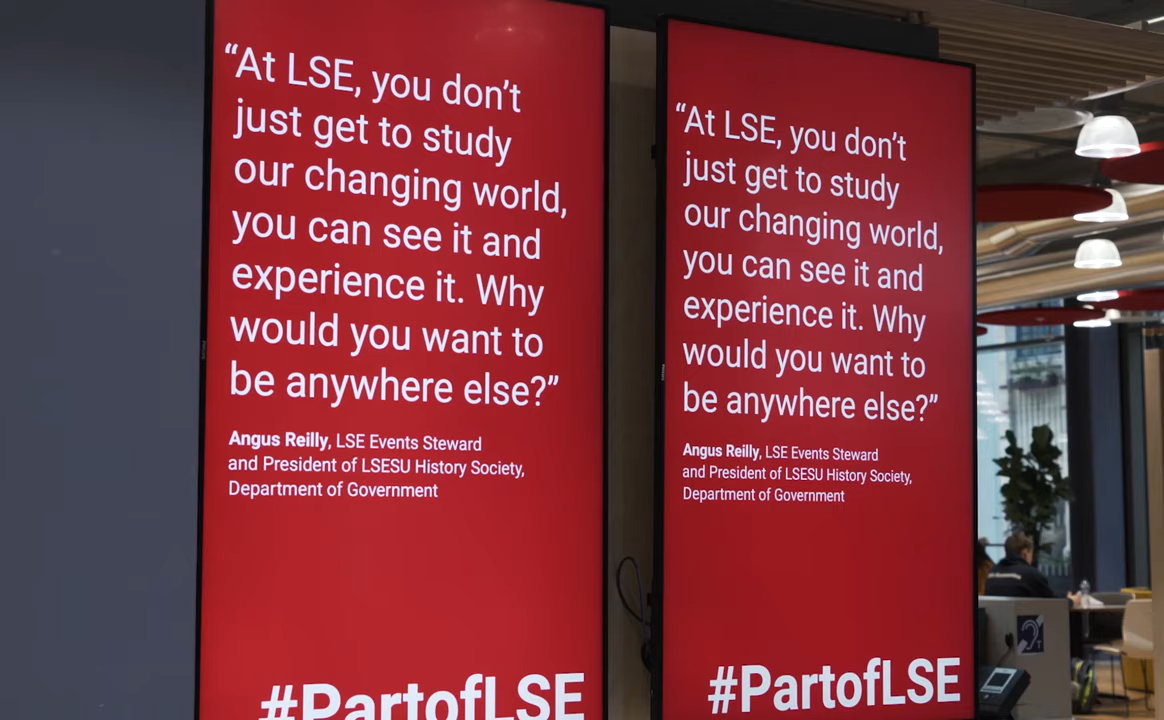 “At LSE, you don’t
just get to study
our changing world,
you can see it and
experience it. Why
would you want to
be anywhere else?”
Angus Reilly, LSE Events Steward
and President of LSESU History Society,
Department of Government
#PartofLSE
“At LSE, you don’t
just get to study
our changing world,
you can see it and
experience it. Why
would you want to
be anywhere else?”
Angus Reilly, LSE Events Steward
and President of LSESU History Society,
Department of Government
#PartofLSE
T